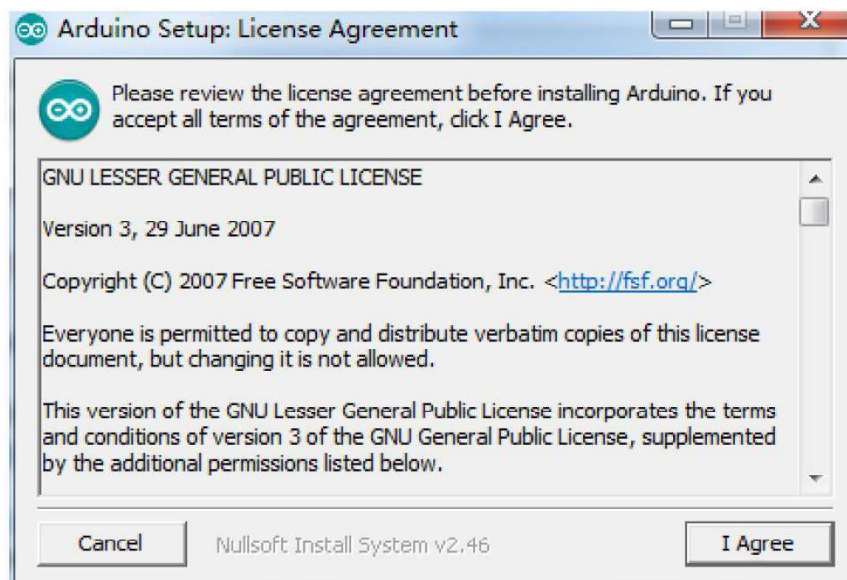 Arduino Setup: License Agreement
Please review the license agreement before installing Arduino. If you
accept all terms of the agreement, click I Agree.
GNU LESSER GENERAL PUBLIC LICENSE
Version 3, 29 June 2007
Copyright (C) 2007 Free Software Foundation, Inc. <http://fsf.org/>
Everyone is permitted to copy and distribute verbatim copies of this license
document, but changing it is not allowed.
This version of the GNU Lesser General Public License incorporates the terms
and conditions of version 3 of the GNU General Public License, supplemented
by the additional permissions listed below.
Cancel
Nullsoft Install System v2.46
I Agree